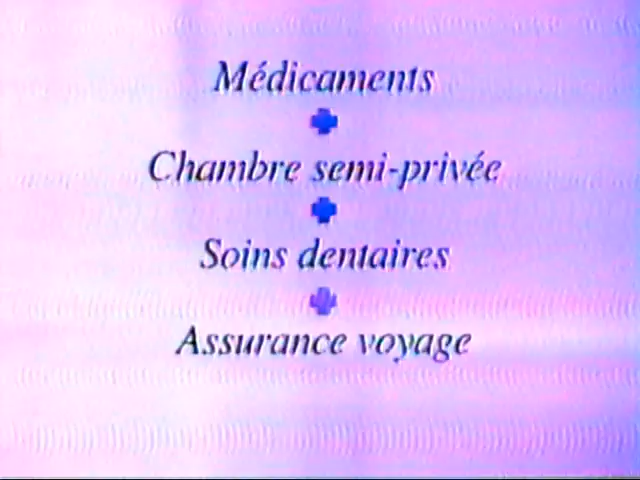 Médicaments
Chambre semi-privée
Soins dentaires
Assurance voyage